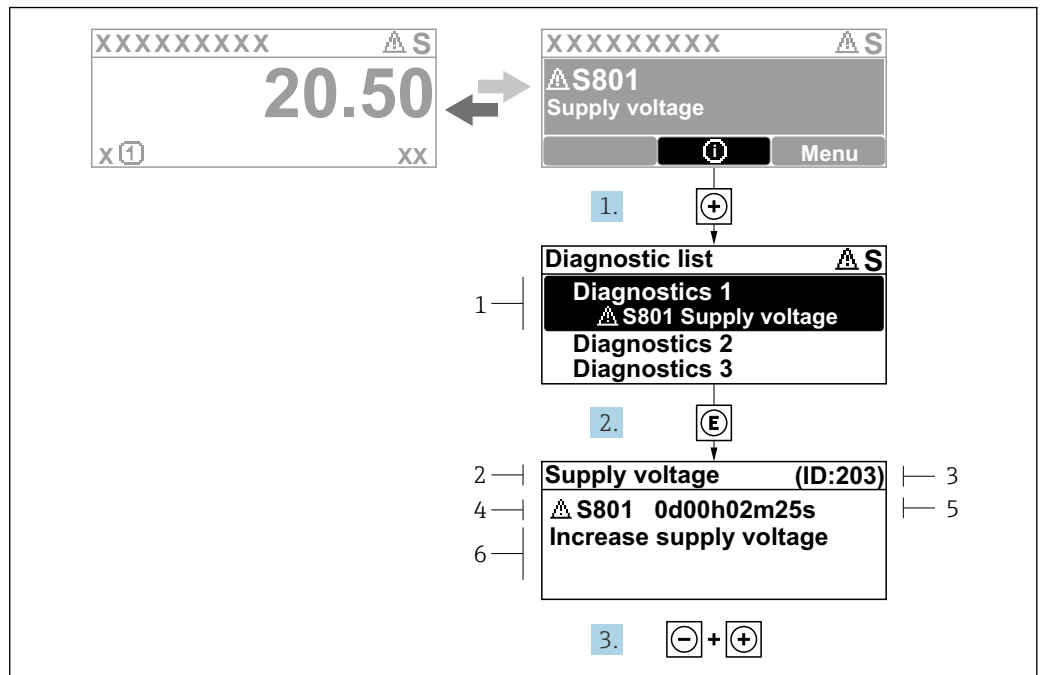 XXXXXXXXX ⚠ S
20.50
x ① xx
XXXXXXXXX ⚠ S
⚠ S801
Supply voltage
ⓘ Menu
1. +
Diagnostic list ⚠ S
1
Diagnostics 1
⚠ S801 Supply voltage
Diagnostics 2
Diagnostics 3
2. E
2 Supply voltage (ID:203) 3
4 ⚠ S801 0d00h02m25s 5
6 Increase supply voltage
3. - + +